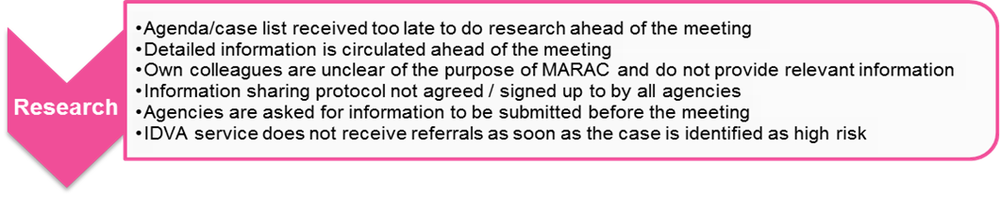 Research
•Agenda/case list received too late to do research ahead of the meeting
•Detailed information is circulated ahead of the meeting
•Own colleagues are unclear of the purpose of MARAC and do not provide relevant information
•Information sharing protocol not agreed / signed up to by all agencies
•Agencies are asked for information to be submitted before the meeting
•IDVA service does not receive referrals as soon as the case is identified as high risk